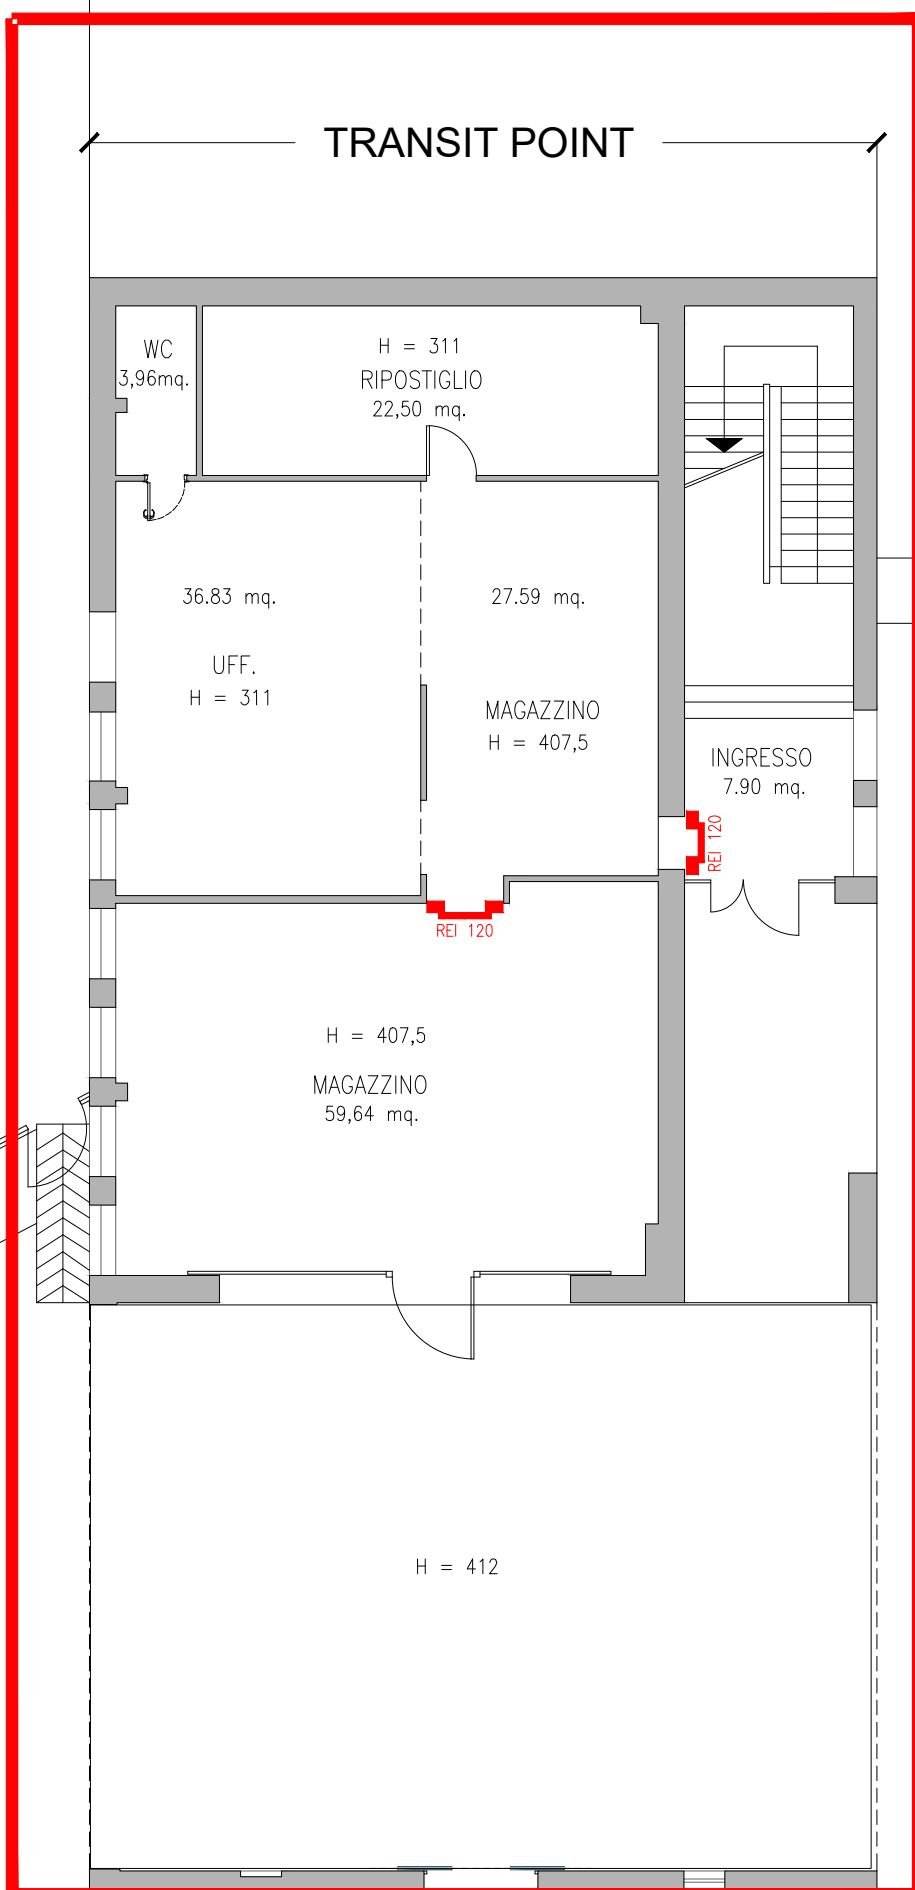 TRANSIT POINT
WC
3,96mq.
H = 311
RIPOSTIGLIO
22,50 mq.
36.83 mq.
UFF.
H = 311
27.59 mq.
MAGAZZINO
H = 407,5
INGRESSO
7.90 mq.
REI 120
REI 120
H = 407,5
MAGAZZINO
59,64 mq.
H = 412